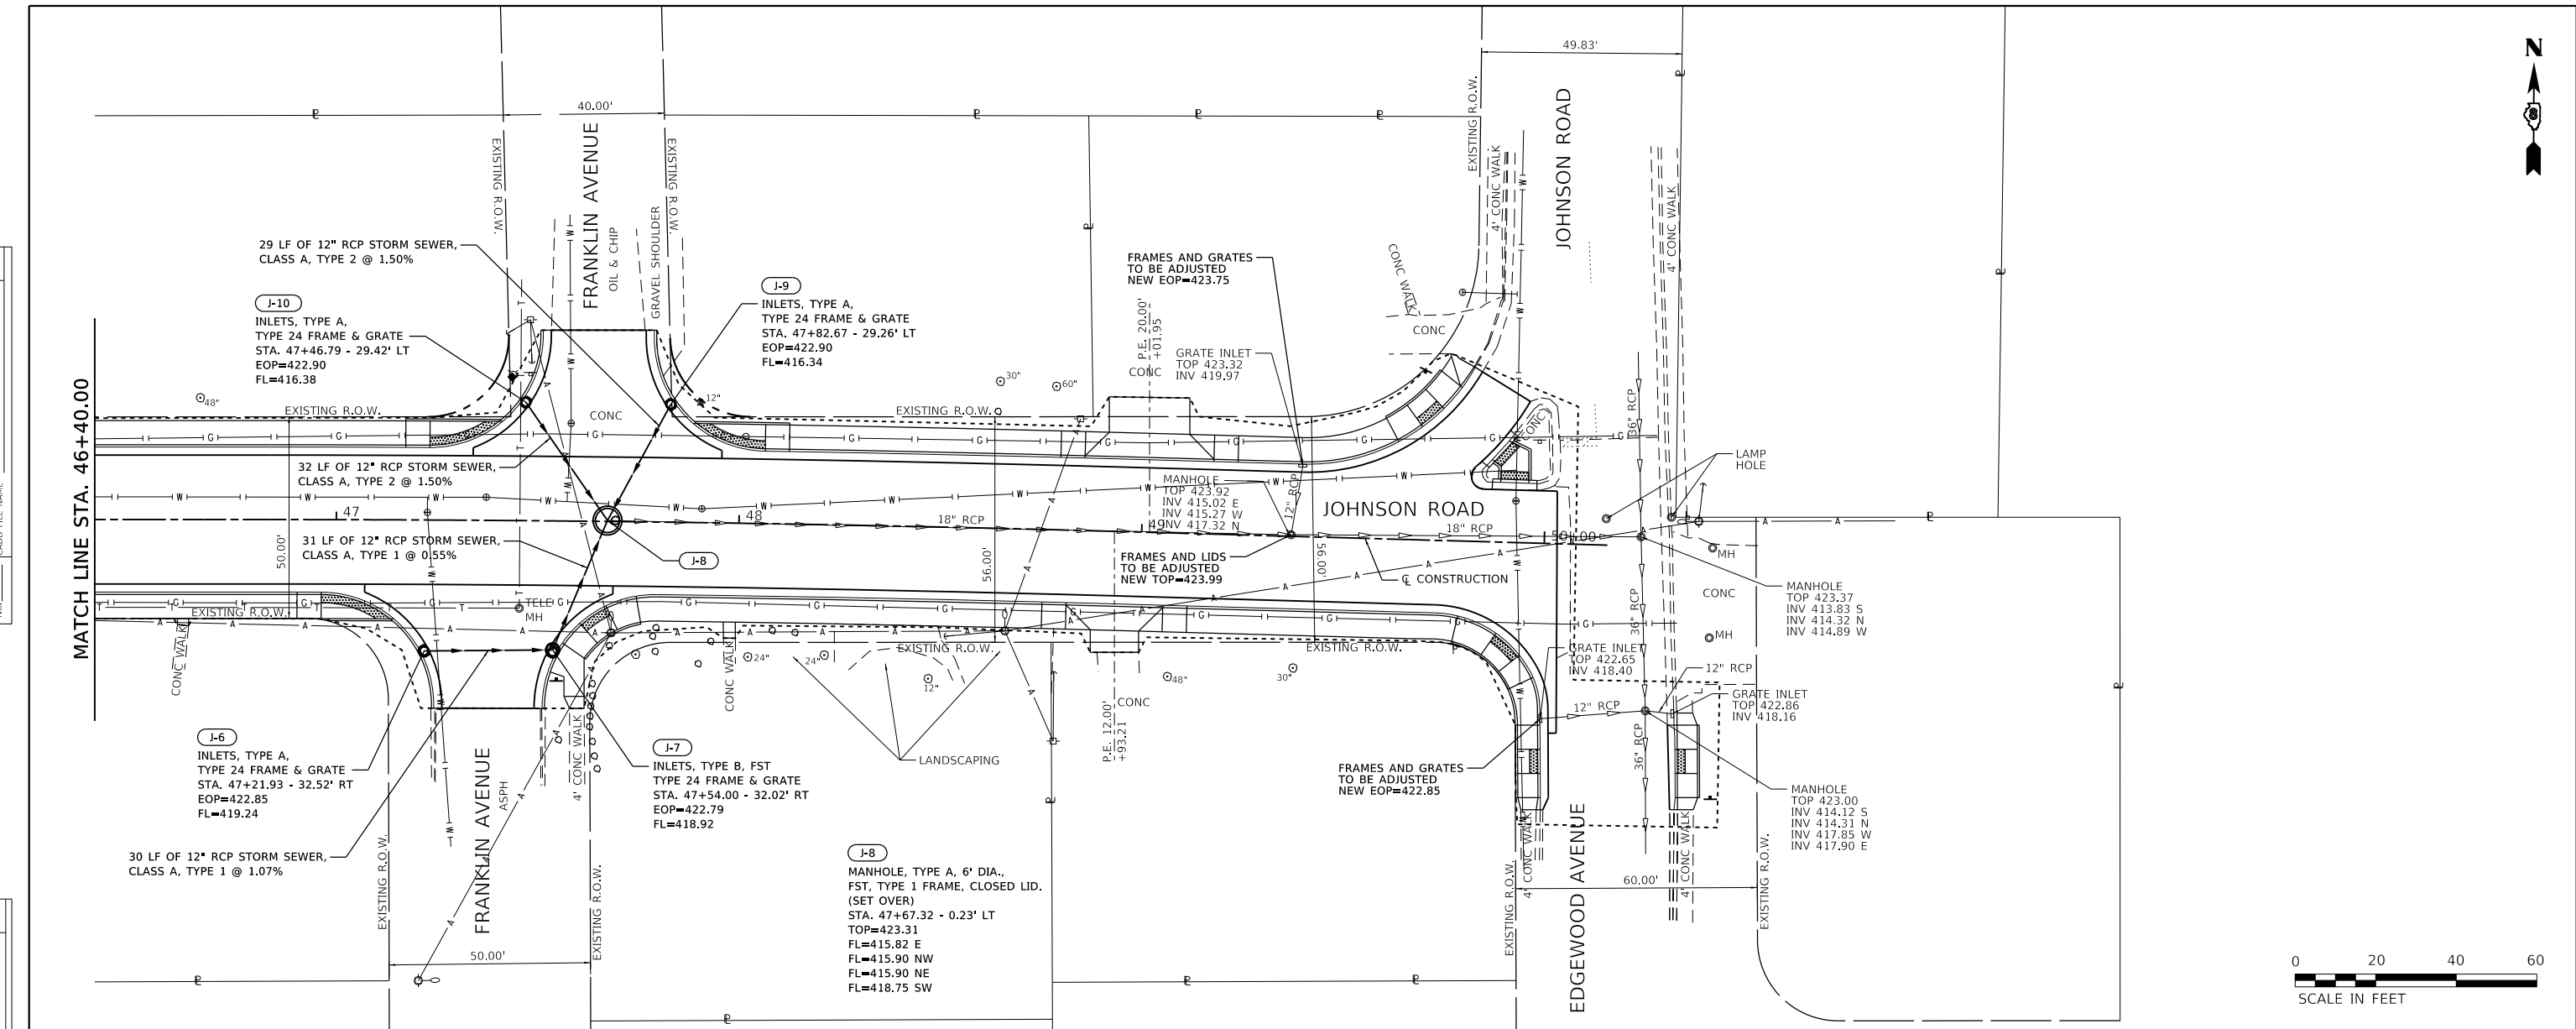 N
49.83'
40.00'
EXISTING R.O.W.
FRANKLIN AVENUE
OIL & CHIP
GRAVEL SHOULDER
EXISTING R.O.W.
EXISTING R.O.W.
4' CONC WALK
JOHNSON ROAD
4' CONC WALK
29 LF OF 12" RCP STORM SEWER,
CLASS A, TYPE 2 @ 1.50%
J-10
INLETS, TYPE A,
TYPE 24 FRAME & GRATE
STA. 47+46.79 - 29.42' LT
EOP=422.90
FL=416.38
J-9
INLETS, TYPE A,
TYPE 24 FRAME & GRATE
STA. 47+82.67 - 29.26' LT
EOP=422.90
FL=416.34
FRAMES AND GRATES
TO BE ADJUSTED
NEW EOP=423.75
P.E. 20.00'
+01.95
CONC
GRATE INLET
TOP 423.32
INV 419.97
CONC WALK
CONC
MATCH LINE STA. 46+40.00
48"
EXISTING R.O.W.
CONC
12"
30"
60"
EXISTING R.O.W.
CONC
36" RCP
LAMP
HOLE
32 LF OF 12" RCP STORM SEWER,
CLASS A, TYPE 2 @ 1.50%
MANHOLE
TOP 423.92
INV 415.02 E
INV 415.27 W
INV 417.32 N
12" RCP
JOHNSON ROAD
47
48
18" RCP
49
18" RCP
50+00
31 LF OF 12" RCP STORM SEWER,
CLASS A, TYPE 1 @ 0.55%
J-8
50.00'
56.00'
56.00'
FRAMES AND LIDS
TO BE ADJUSTED
NEW TOP=423.99
℄ CONSTRUCTION
MH
CONC
MANHOLE
TOP 423.37
INV 413.83 S
INV 414.32 N
INV 414.89 W
EXISTING R.O.W.
TELE
MH
36" RCP
MH
CONC WALK
CONC WALK
24"
24"
EXISTING R.O.W.
12"
48"
EXISTING R.O.W.
30"
GRATE INLET
TOP 422.65
INV 418.40
12" RCP
12" RCP
GRATE INLET
TOP 422.86
INV 418.16
J-6
INLETS, TYPE A,
TYPE 24 FRAME & GRATE
STA. 47+21.93 - 32.52' RT
EOP=422.85
FL=419.24
J-7
INLETS, TYPE B, FST
TYPE 24 FRAME & GRATE
STA. 47+54.00 - 32.02' RT
EOP=422.79
FL=418.92
4' CONC WALK
LANDSCAPING
P.E. 12.00'
+93.21
CONC
FRAMES AND GRATES
TO BE ADJUSTED
NEW EOP=422.85
36" RCP
MANHOLE
TOP 423.00
INV 414.12 S
INV 414.31 N
INV 417.85 W
INV 417.90 E
30 LF OF 12" RCP STORM SEWER,
CLASS A, TYPE 1 @ 1.07%
EXISTING R.O.W.
FRANKLIN AVENUE
ASPH
EXISTING R.O.W.
50.00'
J-8
MANHOLE, TYPE A, 6' DIA.,
FST, TYPE 1 FRAME, CLOSED LID.
(SET OVER)
STA. 47+67.32 - 0.23' LT
TOP=423.31
FL=415.82 E
FL=415.90 NW
FL=415.90 NE
FL=418.75 SW
EXISTING R.O.W.
4' CONC WALK
EDGEWOOD AVENUE
60.00'
4' CONC WALK
EXISTING R.O.W.
0 20 40 60
SCALE IN FEET